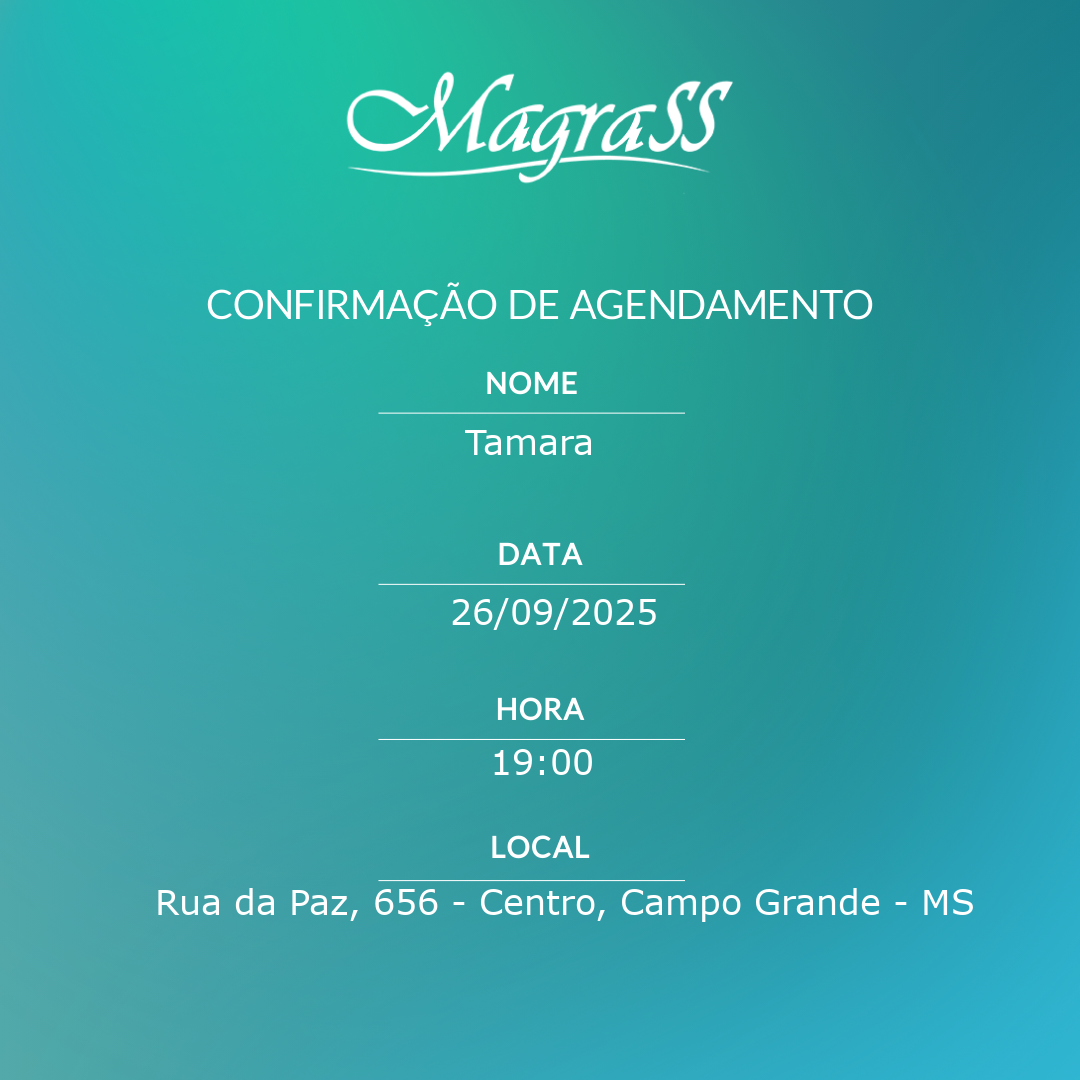 MagraSS
CONFIRMAÇÃO DE AGENDAMENTO
NOME
Tamara
DATA
26/09/2025
HORA
19:00
LOCAL
Rua da Paz, 656 - Centro, Campo Grande - MS